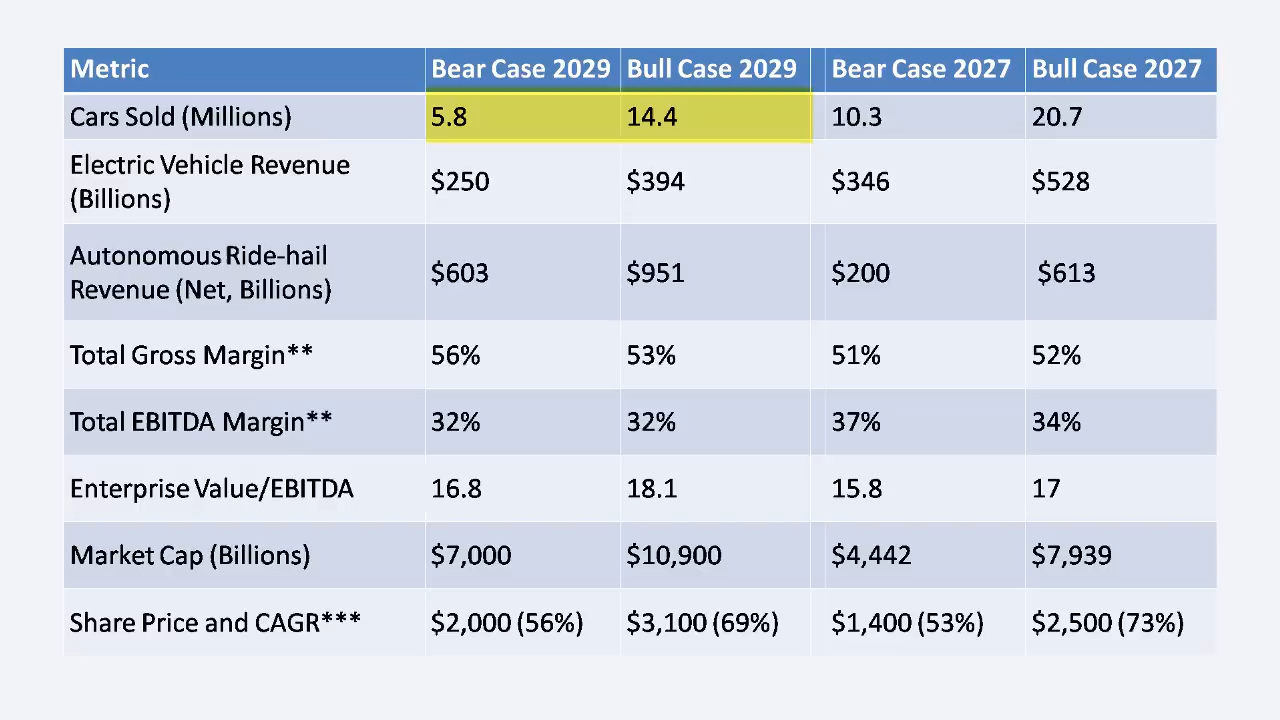 Metric Bear Case 2029 Bull Case 2029 Bear Case 2027 Bull Case 2027
Cars Sold (Millions) 5.8 14.4 10.3 20.7
Electric Vehicle Revenue
(Billions) $250 $394 $346 $528
Autonomous Ride-hail
Revenue (Net, Billions) $603 $951 $200 $613
Total Gross Margin** 56% 53% 51% 52%
Total EBITDA Margin** 32% 32% 37% 34%
Enterprise Value/EBITDA 16.8 18.1 15.8 17
Market Cap (Billions) $7,000 $10,900 $4,442 $7,939
Share Price and CAGR*** $2,000 (56%) $3,100 (69%) $1,400 (53%) $2,500 (73%)